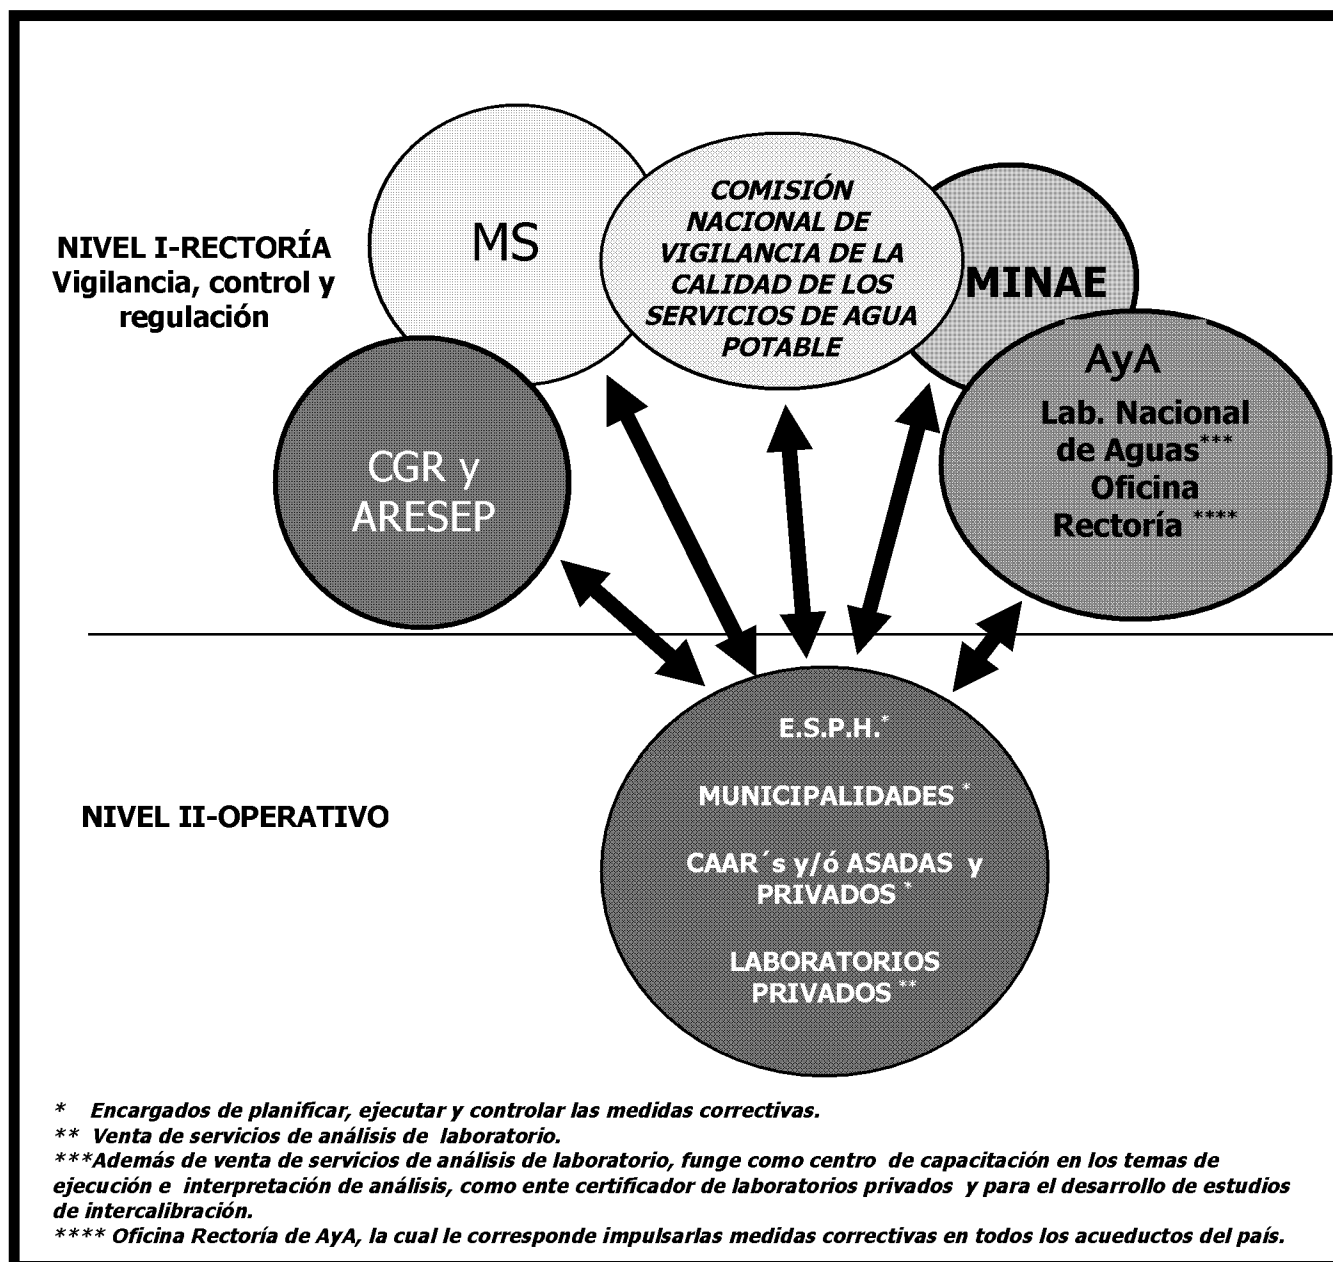 NIVEL I-RECTORÍA
Vigilancia, control y
regulación
MS
COMISIÓN
NACIONAL DE
VIGILANCIA DE LA
CALIDAD DE LOS
SERVICIOS DE AGUA
POTABLE
MINAE
CGR y
ARESEP
AyA
Lab. Nacional
de Aguas***
Oficina
Rectoría ****
NIVEL II-OPERATIVO
E.S.P.H.*
MUNICIPALIDADES *
CAAR´s y/ó ASADAS y
PRIVADOS *
LABORATORIOS
PRIVADOS **
* Encargados de planificar, ejecutar y controlar las medidas correctivas.
** Venta de servicios de análisis de laboratorio.
***Además de venta de servicios de análisis de laboratorio, funge como centro de capacitación en los temas de
ejecución e interpretación de análisis, como ente certificador de laboratorios privados y para el desarrollo de estudios
de intercalibración.
**** Oficina Rectoría de AyA, la cual le corresponde impulsarlas medidas correctivas en todos los acueductos del país.